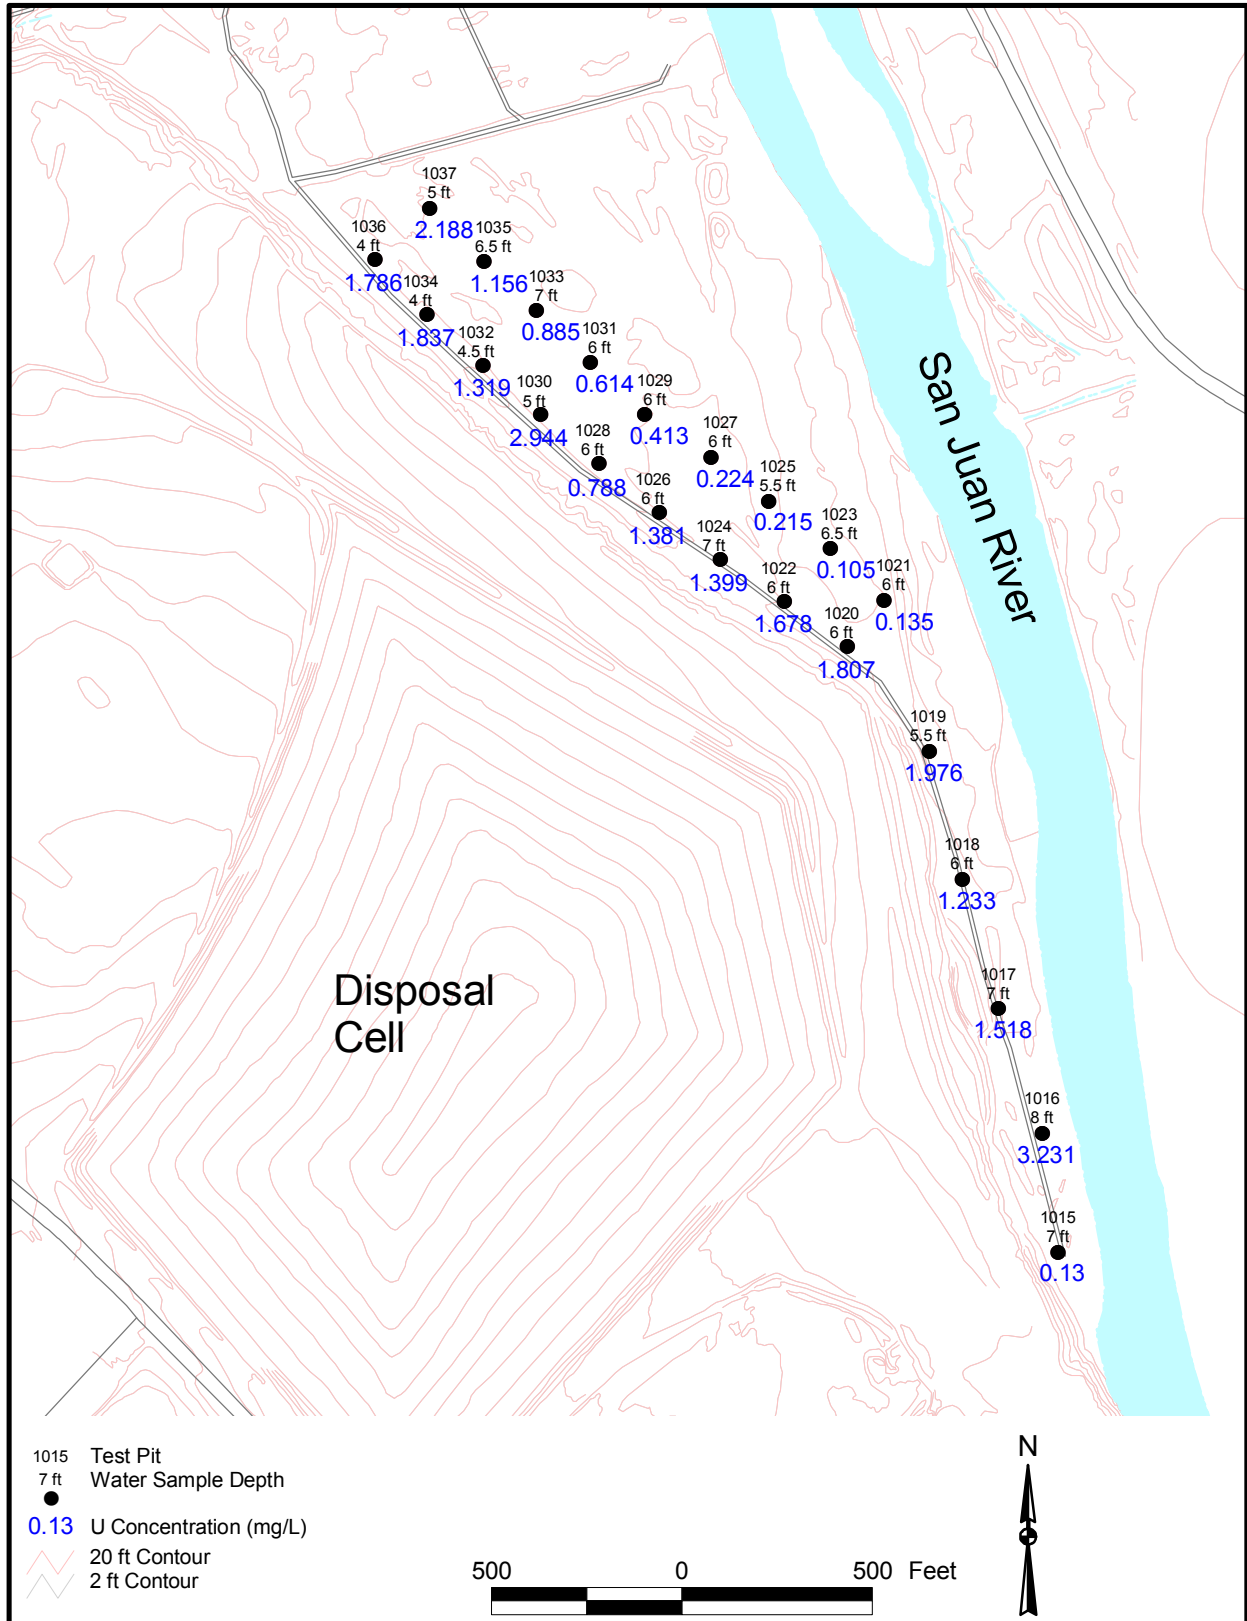 1037
5 ft
2.188
1036
4 ft
1.786
1035
6.5 ft
1.156
1034
4 ft
1.837
1033
7 ft
0.885
1032
4.5 ft
1.319
1031
6 ft
0.614
1030
5 ft
2.944
1029
6 ft
0.413
1028
6 ft
0.788
1027
6 ft
0.224
1026
6 ft
1.381
1025
5.5 ft
0.215
1024
7 ft
1.399
1023
6.5 ft
0.105
1022
6 ft
1.678
1021
6 ft
0.135
1020
6 ft
1.807
San Juan River
1019
5.5 ft
1.976
1018
6 ft
1.233
1017
7 ft
1.518
Disposal
Cell
1016
8 ft
3.231
1015
7 ft
0.13
1015 Test Pit
7 ft Water Sample Depth
0.13 U Concentration (mg/L)
20 ft Contour
2 ft Contour
500 0 500 Feet
N